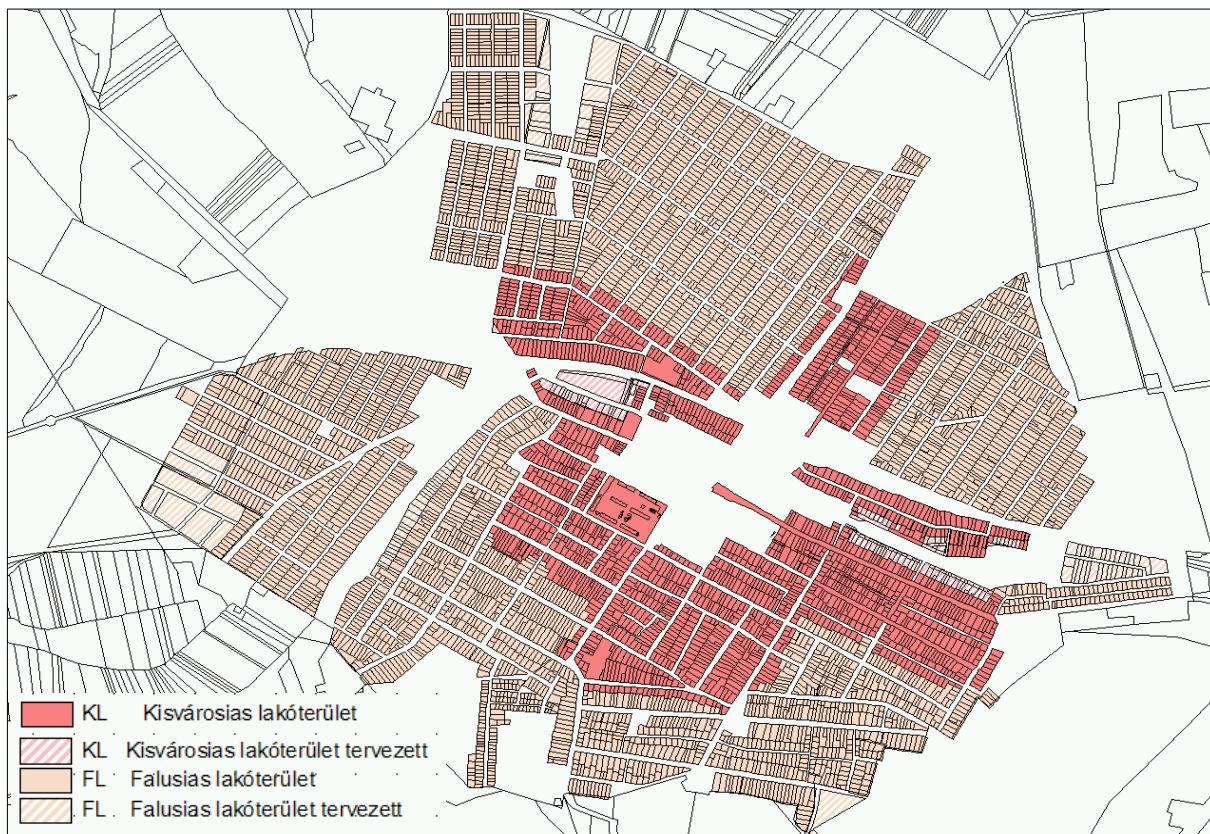 KL Kisvárosias lakóterület
KL Kisvárosias lakóterület tervezett
FL Falusias lakóterület
FL Falusias lakóterület tervezett